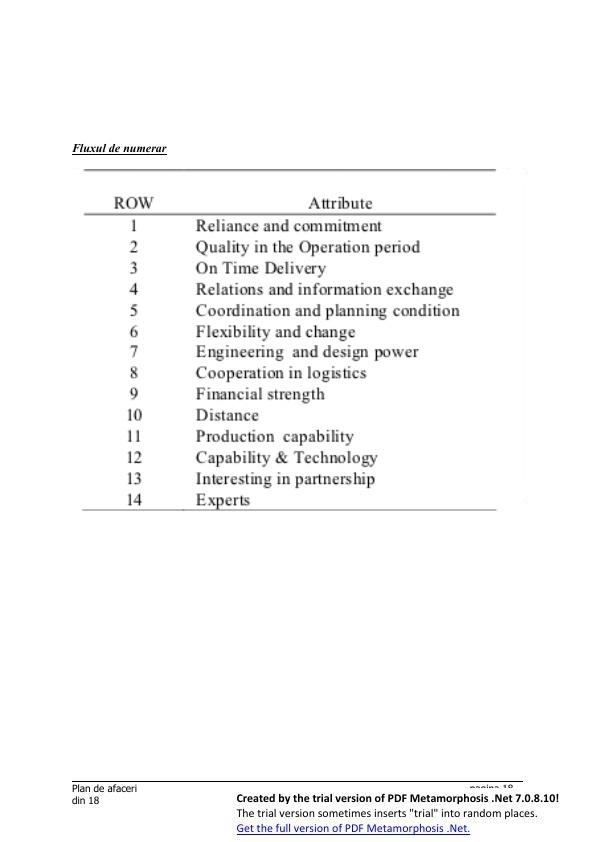 Fluxul de numerar
ROW Attribute
1 Reliance and commitment
2 Quality in the Operation period
3 On Time Delivery
4 Relations and information exchange
5 Coordination and planning condition
6 Flexibility and change
7 Engineering and design power
8 Cooperation in logistics
9 Financial strength
10 Distance
11 Production capability
12 Capability & Technology
13 Interesting in partnership
14 Experts
Plan de afaceri pagina 18
din 18
Created by the trial version of PDF Metamorphosis .Net 7.0.8.10!
The trial version sometimes inserts "trial" into random places.
Get the full version of PDF Metamorphosis .Net.